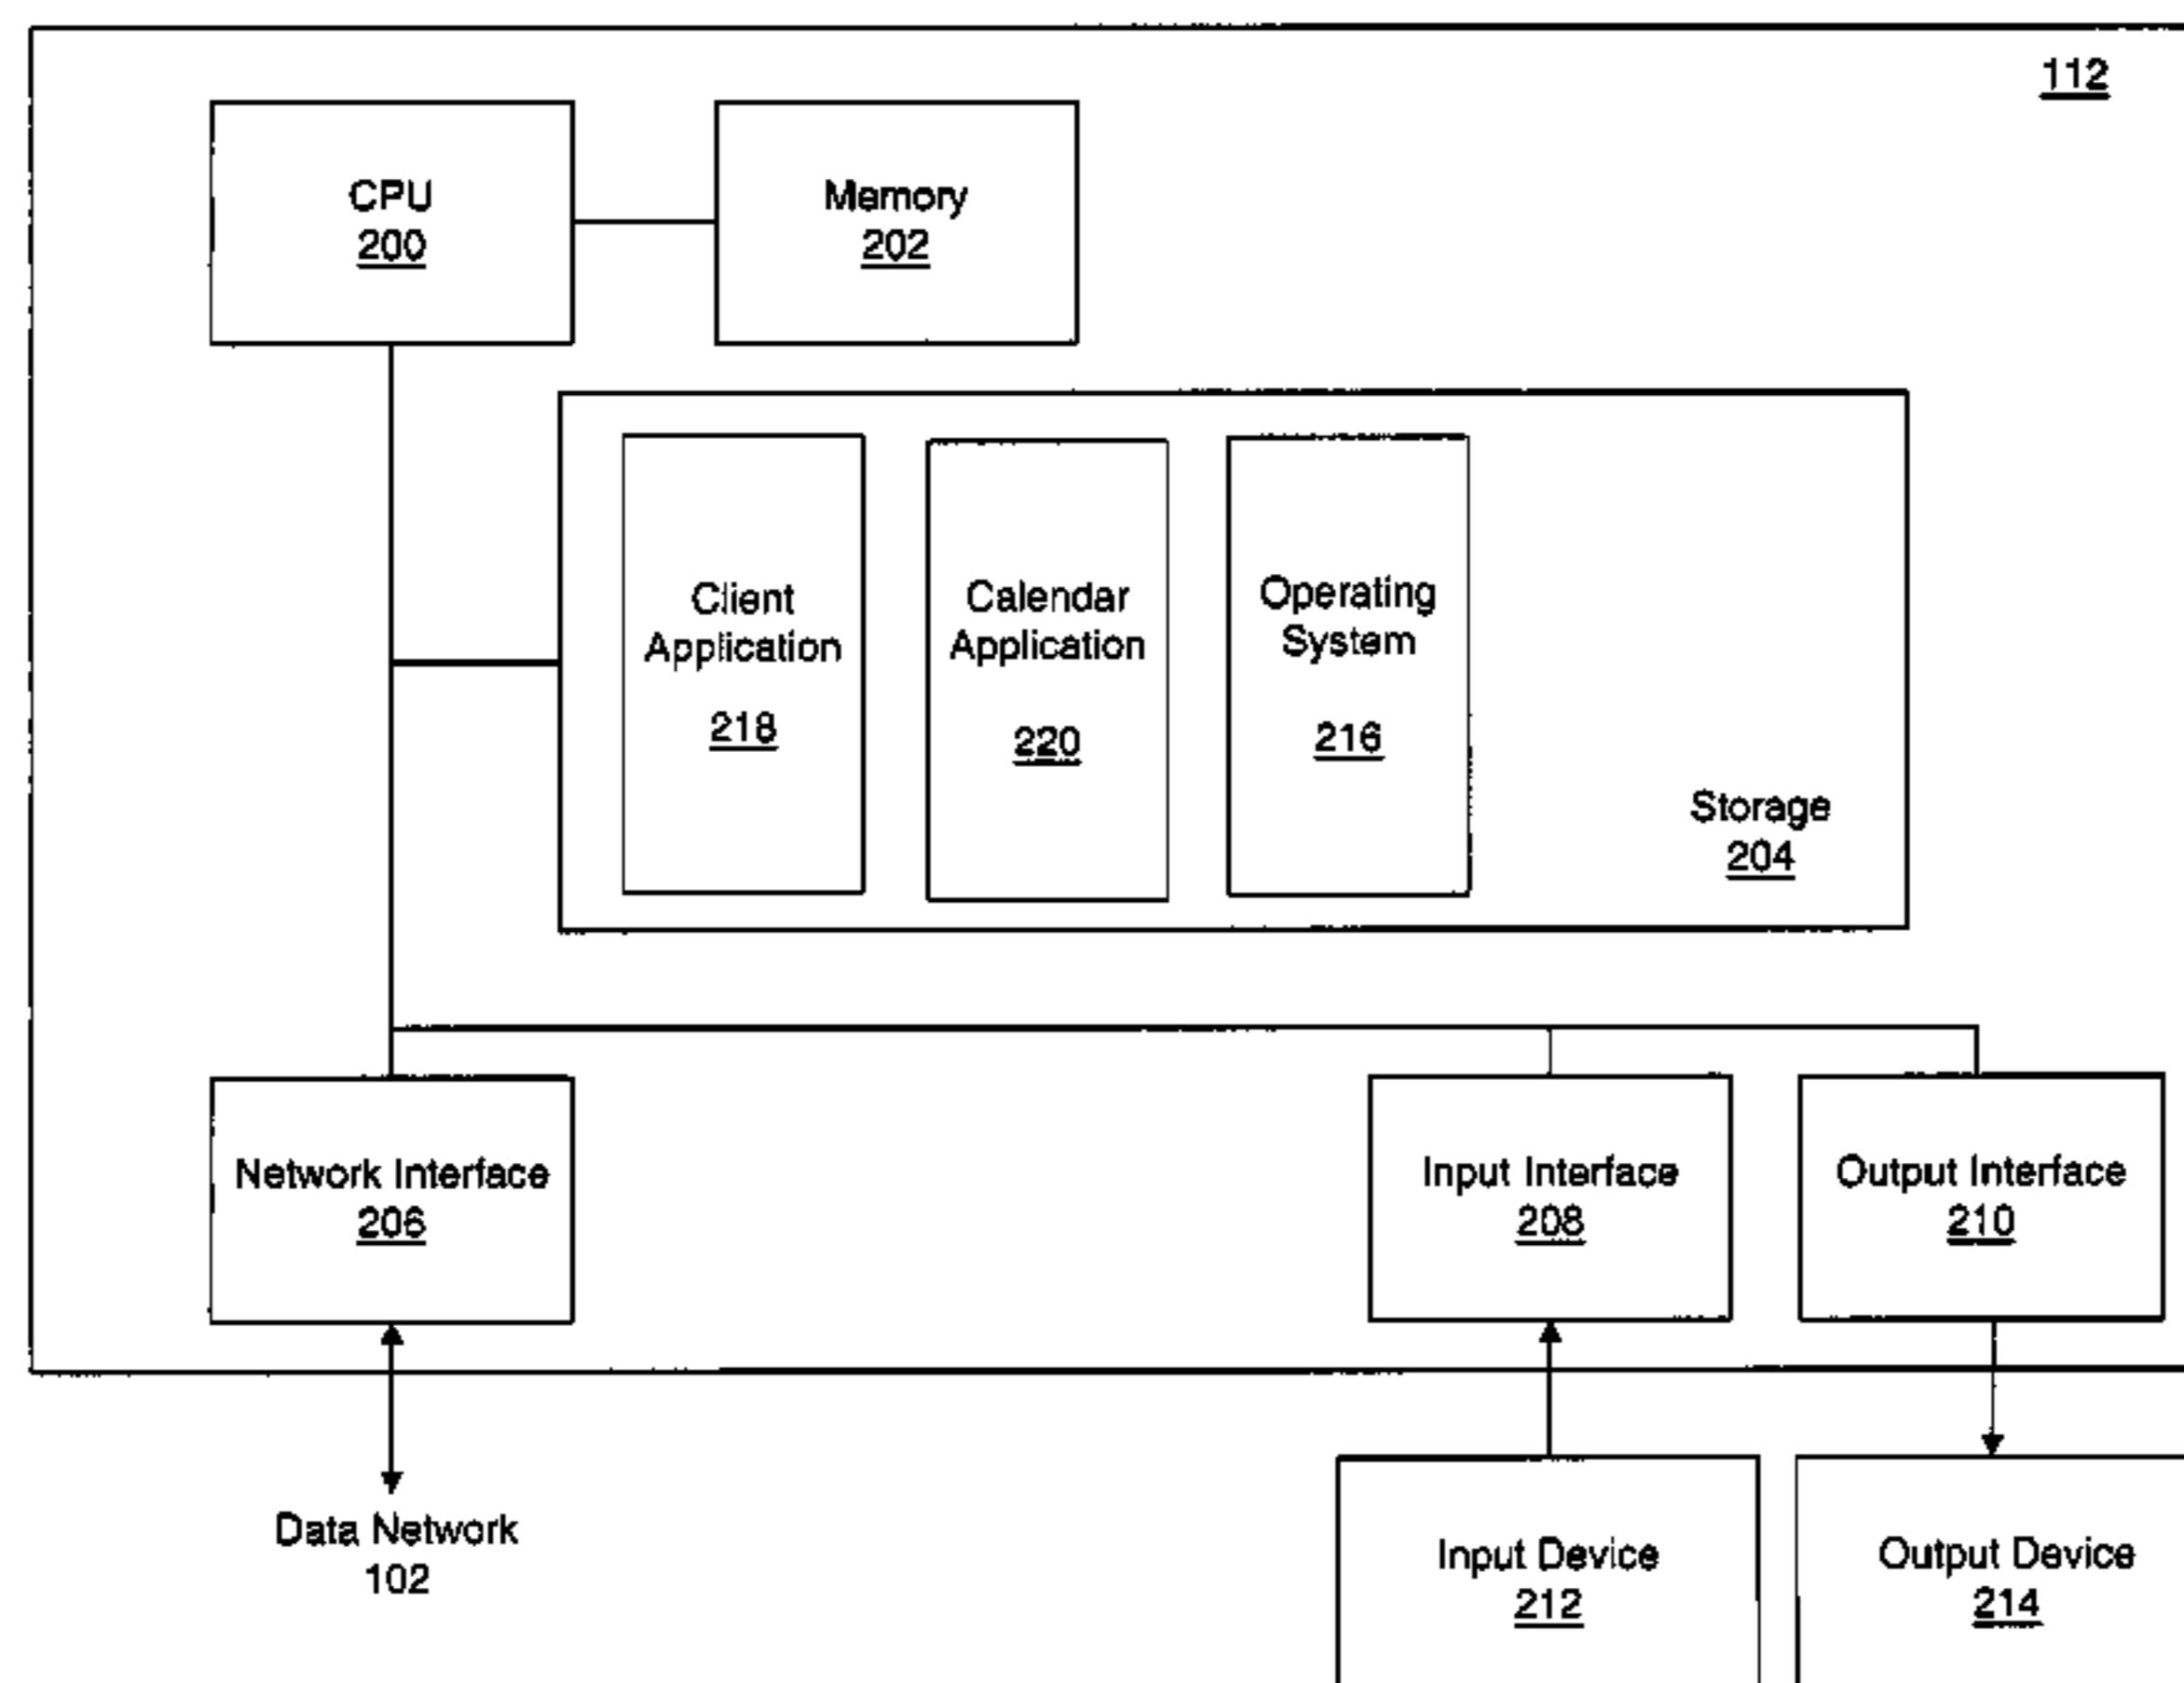 112
CPU
200
Memory
202
Client
Application
218
Calendar
Application
220
Operating
System
216
Storage
204
Network Interface
206
Input Interface
208
Output Interface
210
Data Network
102
Input Device
212
Output Device
214